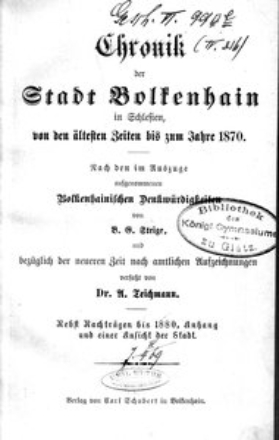 Chronik
der
Stadt Bolkenhain
in Schlesien,
von den ältesten Zeiten bis zum Jahre 1870.
Nach den im Auszuge
aufgenommenen
Bolkenhainischen Denkwürdigkeiten
von
B. G. Steige,
und
bezüglich der neueren Zeit nach amtlichen Aufzeichnungen
verfaßt von
Dr. A. Teichmann.
Bibliothek
des
Königl Gymnasiums
zu Glatz.
Nebst Nachträgen bis 1880, Anhang
und einer Ansicht der Stadt.
Verlag von Carl Schubert in Bolkenhain.